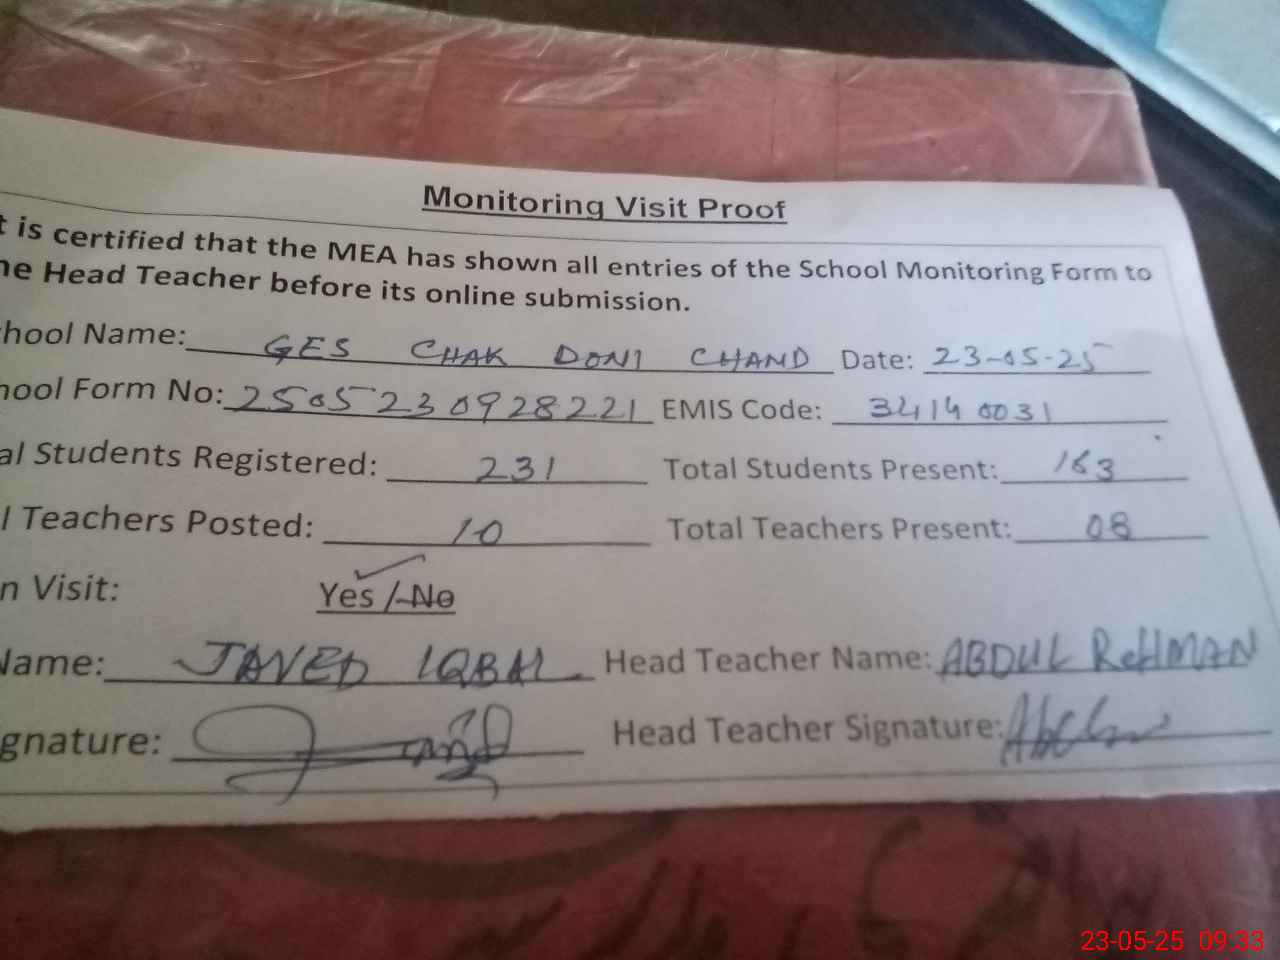 Monitoring Visit Proof
t is certified that the MEA has shown all entries of the School Monitoring Form to
he Head Teacher before its online submission.
hool Name: GES CHAK DONI CHAND Date: 23-05-25
hool Form No: 2505230928221 EMIS Code: 34140031
al Students Registered: 231 Total Students Present: 163
l Teachers Posted: 10 Total Teachers Present: 08
n Visit: Yes / No
Name: JAVED IQBAL Head Teacher Name: ABDUL ReHMAN
gnature: Head Teacher Signature:
23-05-25 09:33